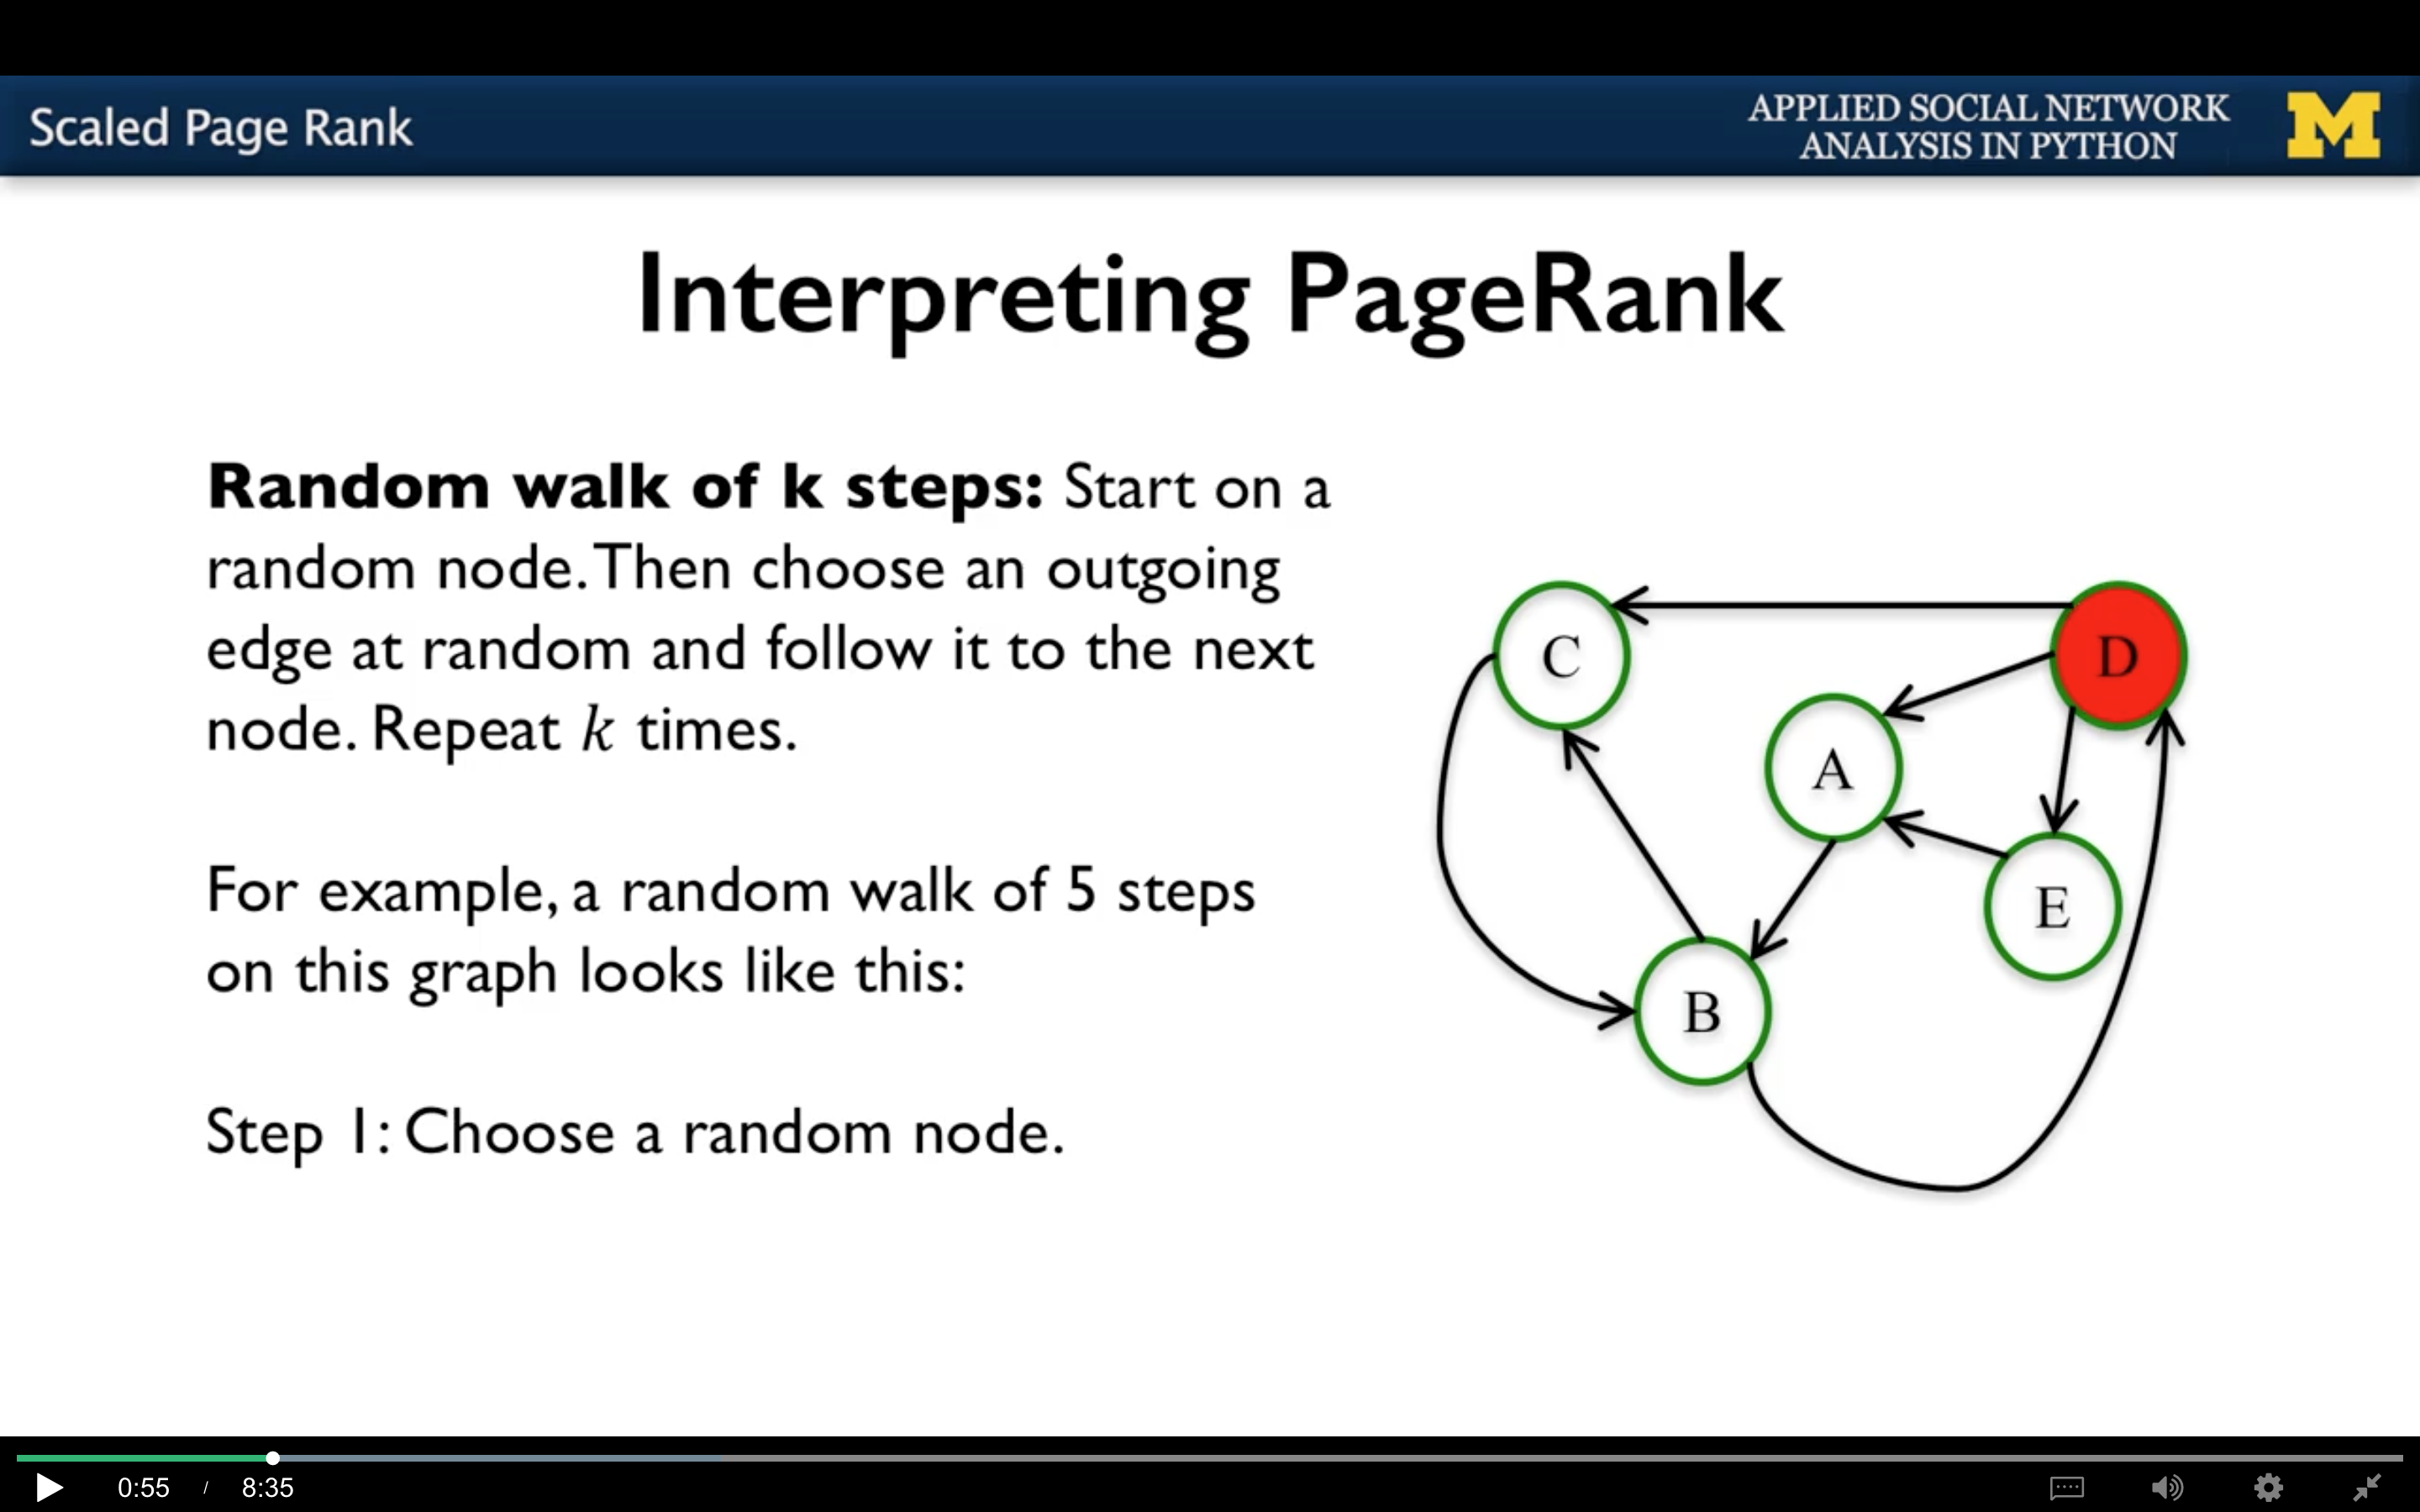 Scaled Page Rank
APPLIED SOCIAL NETWORK
ANALYSIS IN PYTHON
M
Interpreting PageRank
Random walk of k steps: Start on a
random node. Then choose an outgoing
edge at random and follow it to the next
node. Repeat k times.
For example, a random walk of 5 steps
on this graph looks like this:
Step 1: Choose a random node.
C
D
A
E
B
0:55 / 8:35